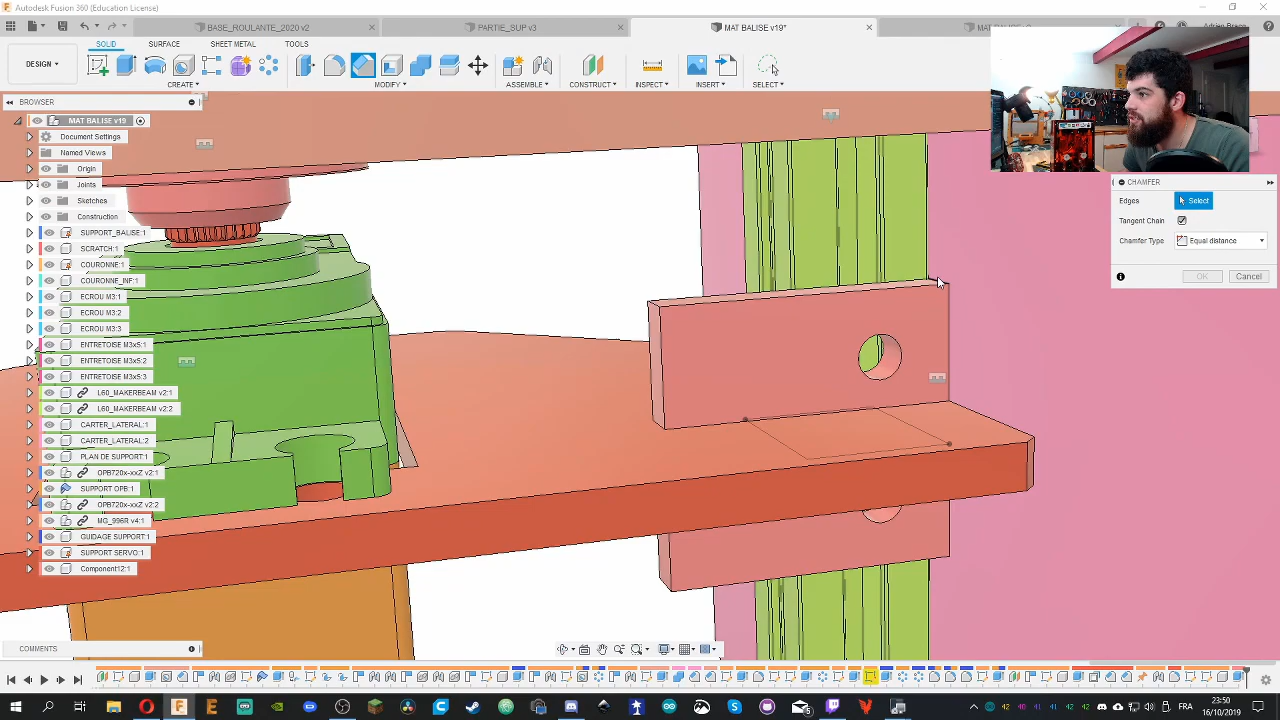 Autodesk Fusion 360 (Education License)
BASE_ROULANTE_2020 v2
PARTIE_SUP v3
MAT BALISE v19*
SOLID
SURFACE
SHEET METAL
TOOLS
DESIGN
CREATE
MODIFY
ASSEMBLE
CONSTRUCT
INSPECT
INSERT
SELECT
BROWSER
MAT BALISE v19
Document Settings
Named Views
Origin
Joints
Sketches
Construction
SUPPORT_BALISE:1
SCRATCH:1
COURONNE:1
COURONNE_INF:1
ECROU M3:1
ECROU M3:2
ECROU M3:3
ENTRETOISE M3x5:1
ENTRETOISE M3x5:2
ENTRETOISE M3x5:3
L60_MAKERBEAM v2:1
L60_MAKERBEAM v2:2
CARTER_LATERAL:1
CARTER_LATERAL:2
PLAN DE SUPPORT:1
OPB720x-xxZ v2:1
SUPPORT OPB:1
OPB720x-xxZ v2:2
MG_996R v4:1
GUIDAGE SUPPORT:1
SUPPORT SERVO:1
Component12:1
CHAMFER
Edges
Select
Tangent Chain
Chamfer Type
Equal distance
OK
Cancel
COMMENTS
FRA
23:50
16/10/2019